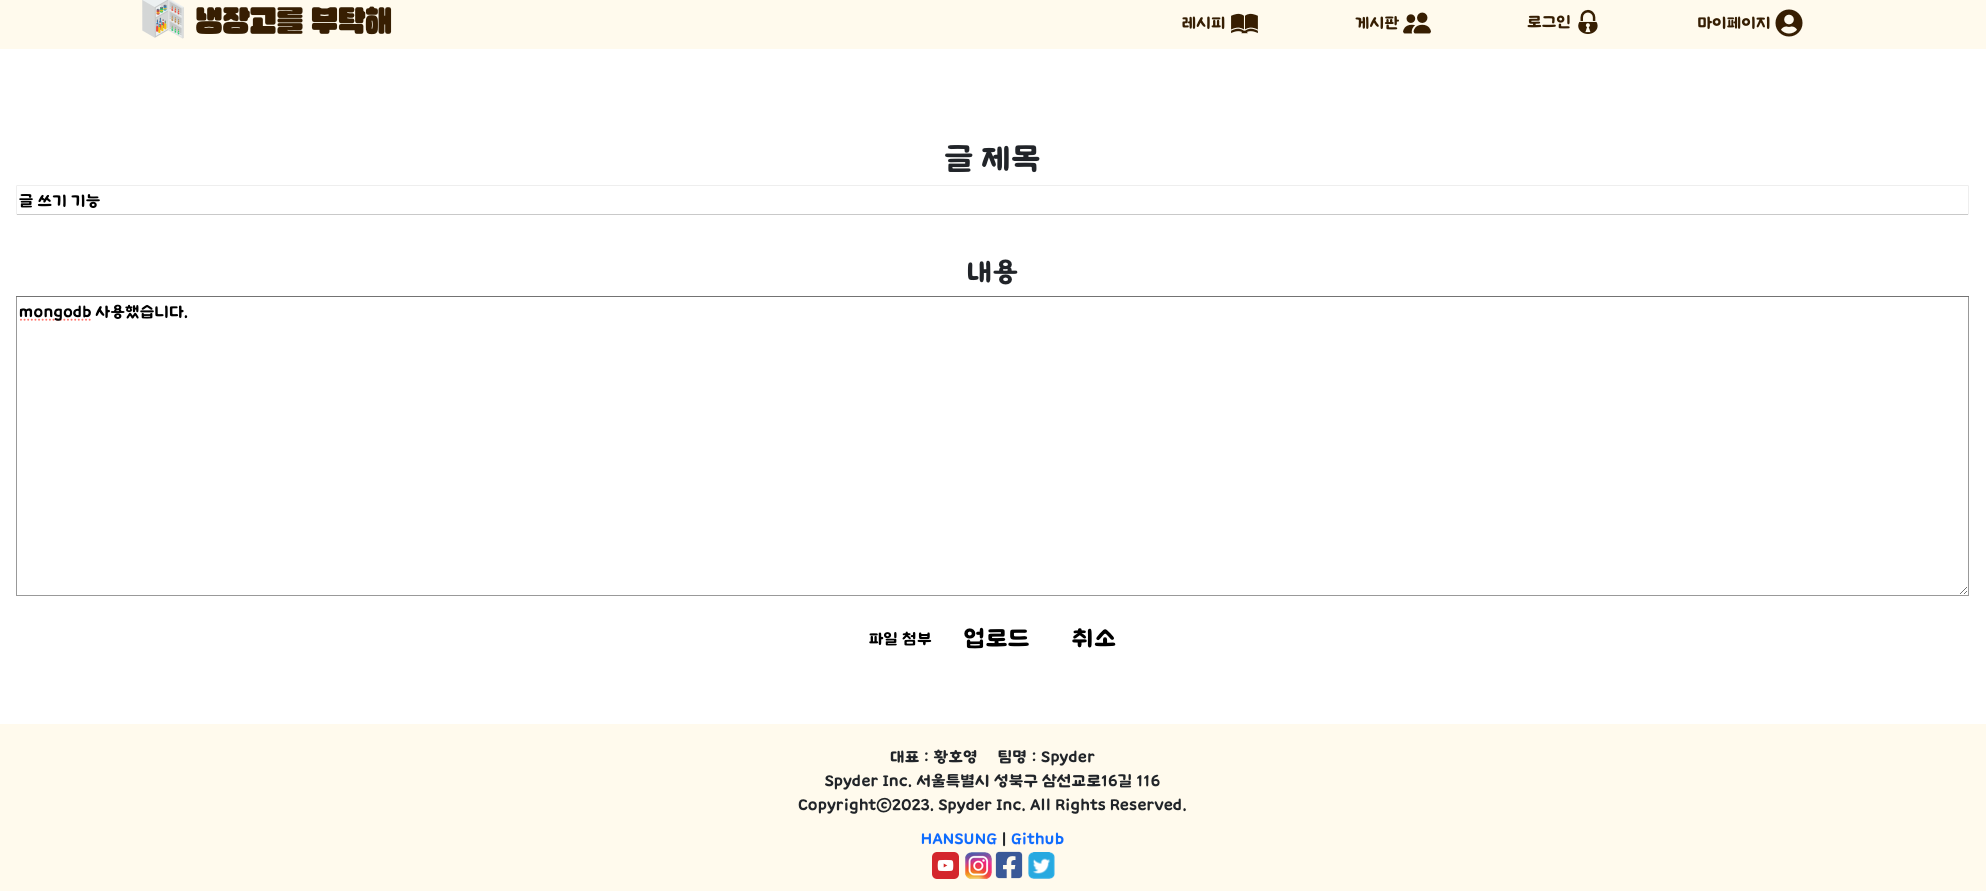 냉장고를 부탁해 레시피 게시판 로그인 마이페이지
글 제목
글 쓰기 기능
내용
mongodb 사용했습니다.
파일 첨부 업로드 취소
대표 : 황호영 팀명 : Spyder
Spyder Inc. 서울특별시 성북구 삼선교로16길 116
Copyrightⓒ2023. Spyder Inc. All Rights Reserved.
HANSUNG | Github